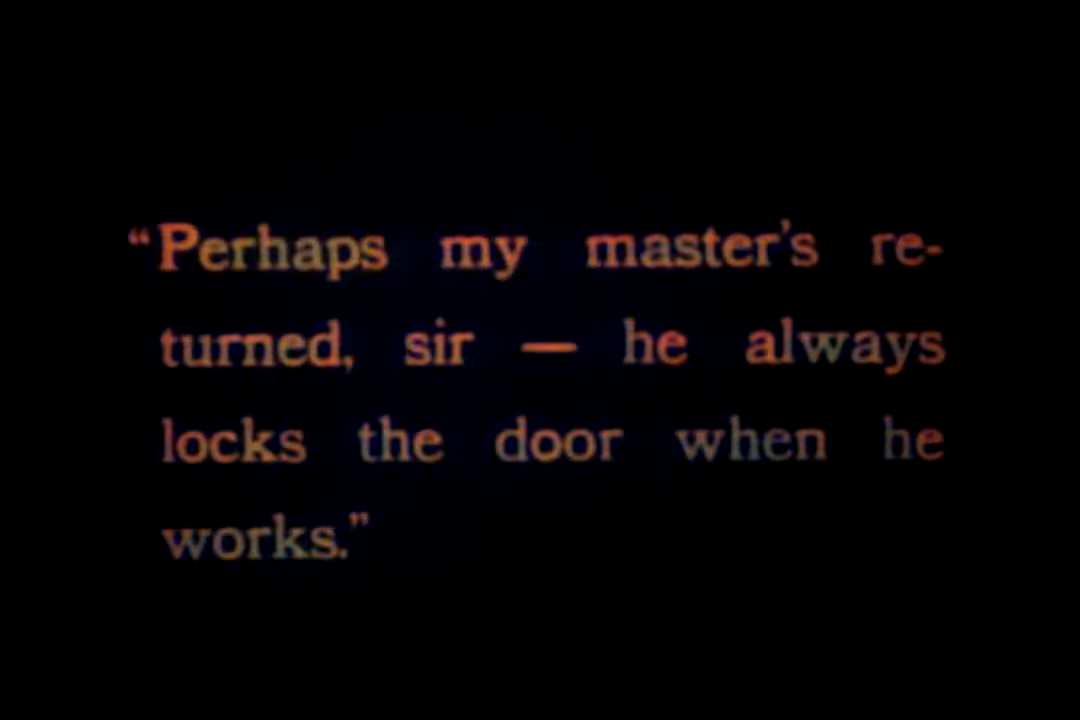 “Perhaps my master's re-
turned, sir — he always
locks the door when he
works.”